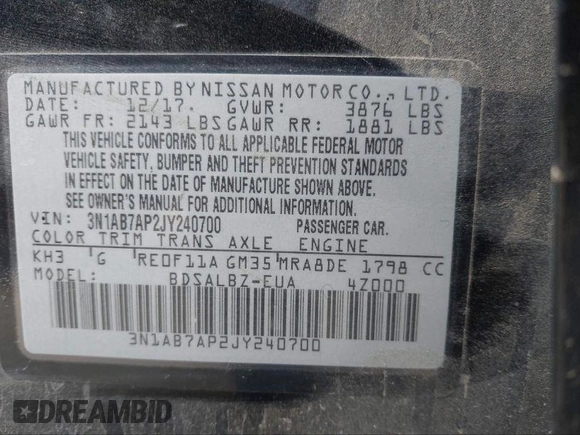 MANUFACTURED BY NISSAN MOTOR CO., LTD.
DATE: 12/17. GVWR: 3876 LBS
GAWR FR: 2143 LBS GAWR RR: 1881 LBS
THIS VEHICLE CONFORMS TO ALL APPLICABLE FEDERAL MOTOR
VEHICLE SAFETY, BUMPER AND THEFT PREVENTION STANDARDS
IN EFFECT ON THE DATE OF MANUFACTURE SHOWN ABOVE.
SEE OWNER'S MANUAL FOR ADDITIONAL INFORMATION.
VIN: 3N1AB7AP2JY240700 PASSENGER CAR.
COLOR TRIM TRANS AXLE ENGINE
KH3 G RE0F11A GM35 MRA8DE 1798 CC
MODEL: BDSALBZ-EUA 4Z000
3N1AB7AP2JY240700
DREAMBID